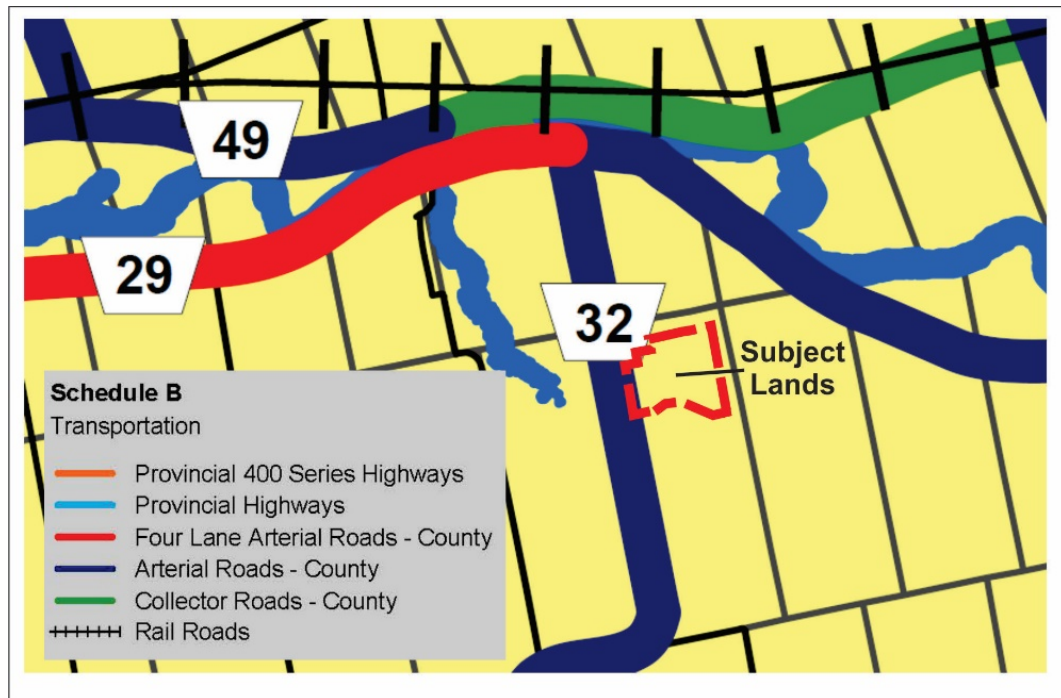 49
29
32
Subject
Lands
Schedule B
Transportation
Provincial 400 Series Highways
Provincial Highways
Four Lane Arterial Roads - County
Arterial Roads - County
Collector Roads - County
Rail Roads